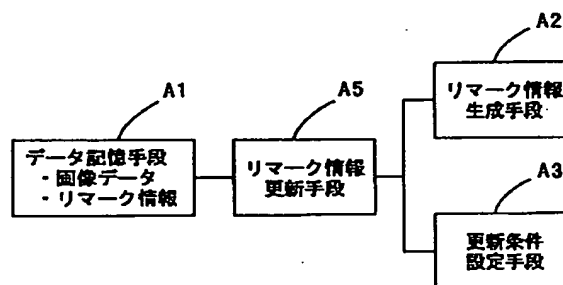 A1
データ記憶手段
・画像データ
・リマーク情報
A5
リマーク情報
更新手段
A2
リマーク情報
生成手段
A3
更新条件
設定手段